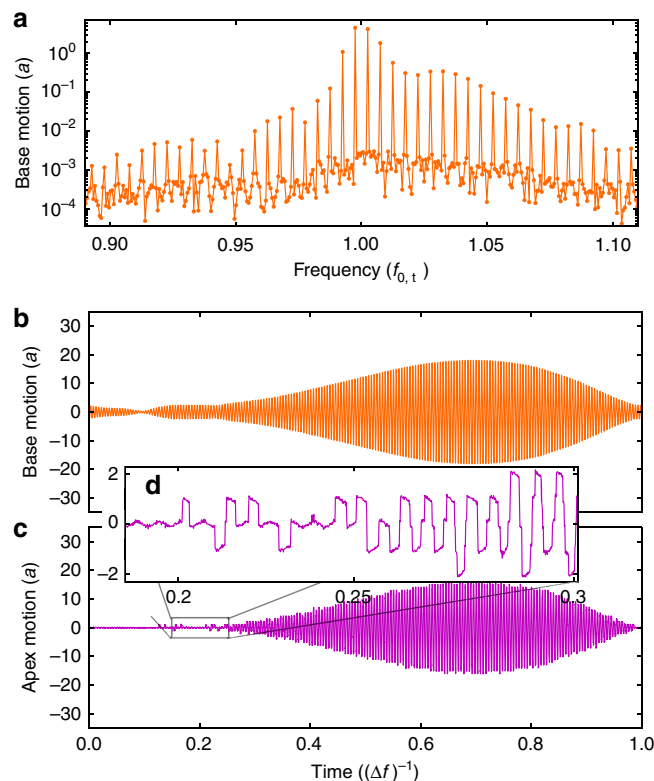 a
10⁰
10⁻¹
10⁻²
10⁻³
10⁻⁴
Base motion (a)
0.90 0.95 1.00 1.05 1.10
Frequency (f0, t )
b
30
20
10
0
−10
−20
−30
Base motion (a)
d
2
0
−2
0.2 0.25 0.3
c
30
20
10
0
−10
−20
−30
Apex motion (a)
0.0 0.2 0.4 0.6 0.8 1.0
Time ((Δf )⁻¹)